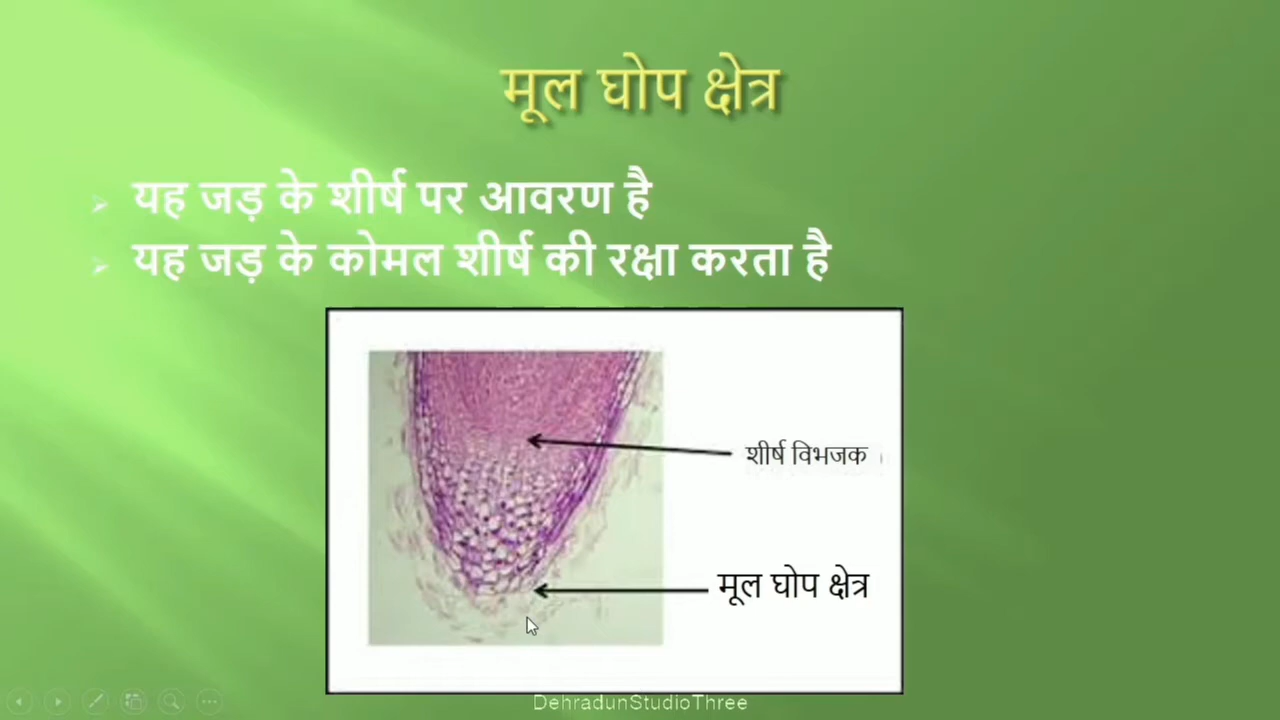 मूल घोप क्षेत्र
यह जड़ के शीर्ष पर आवरण है
यह जड़ के कोमल शीर्ष की रक्षा करता है
शीर्ष विभजक
मूल घोप क्षेत्र
DehradunStudioThree